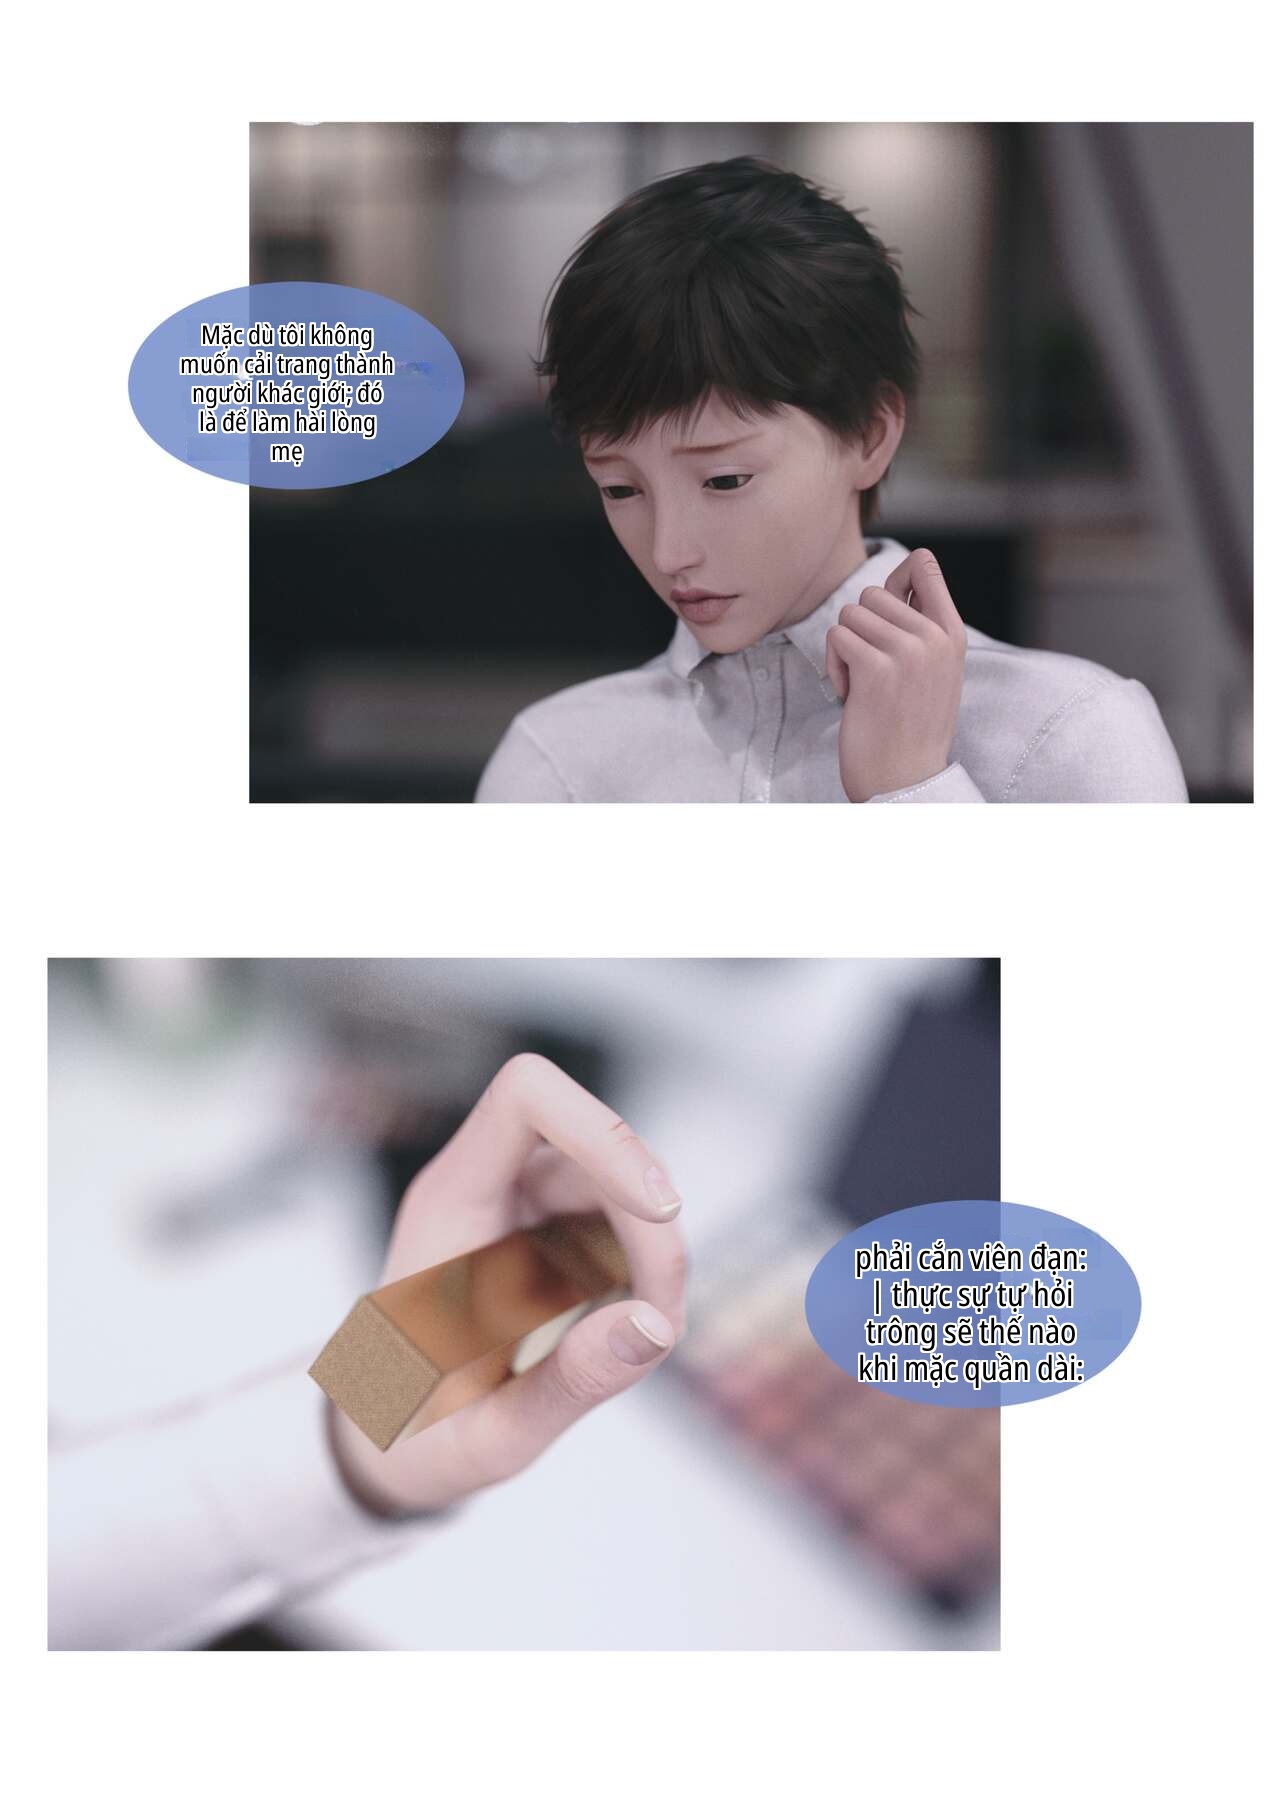 Mặc dù tôi không
muốn cải trang thành
người khác giới; đó
là để làm hài lòng
mẹ
phải cắn viên đạn:
| thực sự tự hỏi
trông sẽ thế nào
khi mặc quần dài: